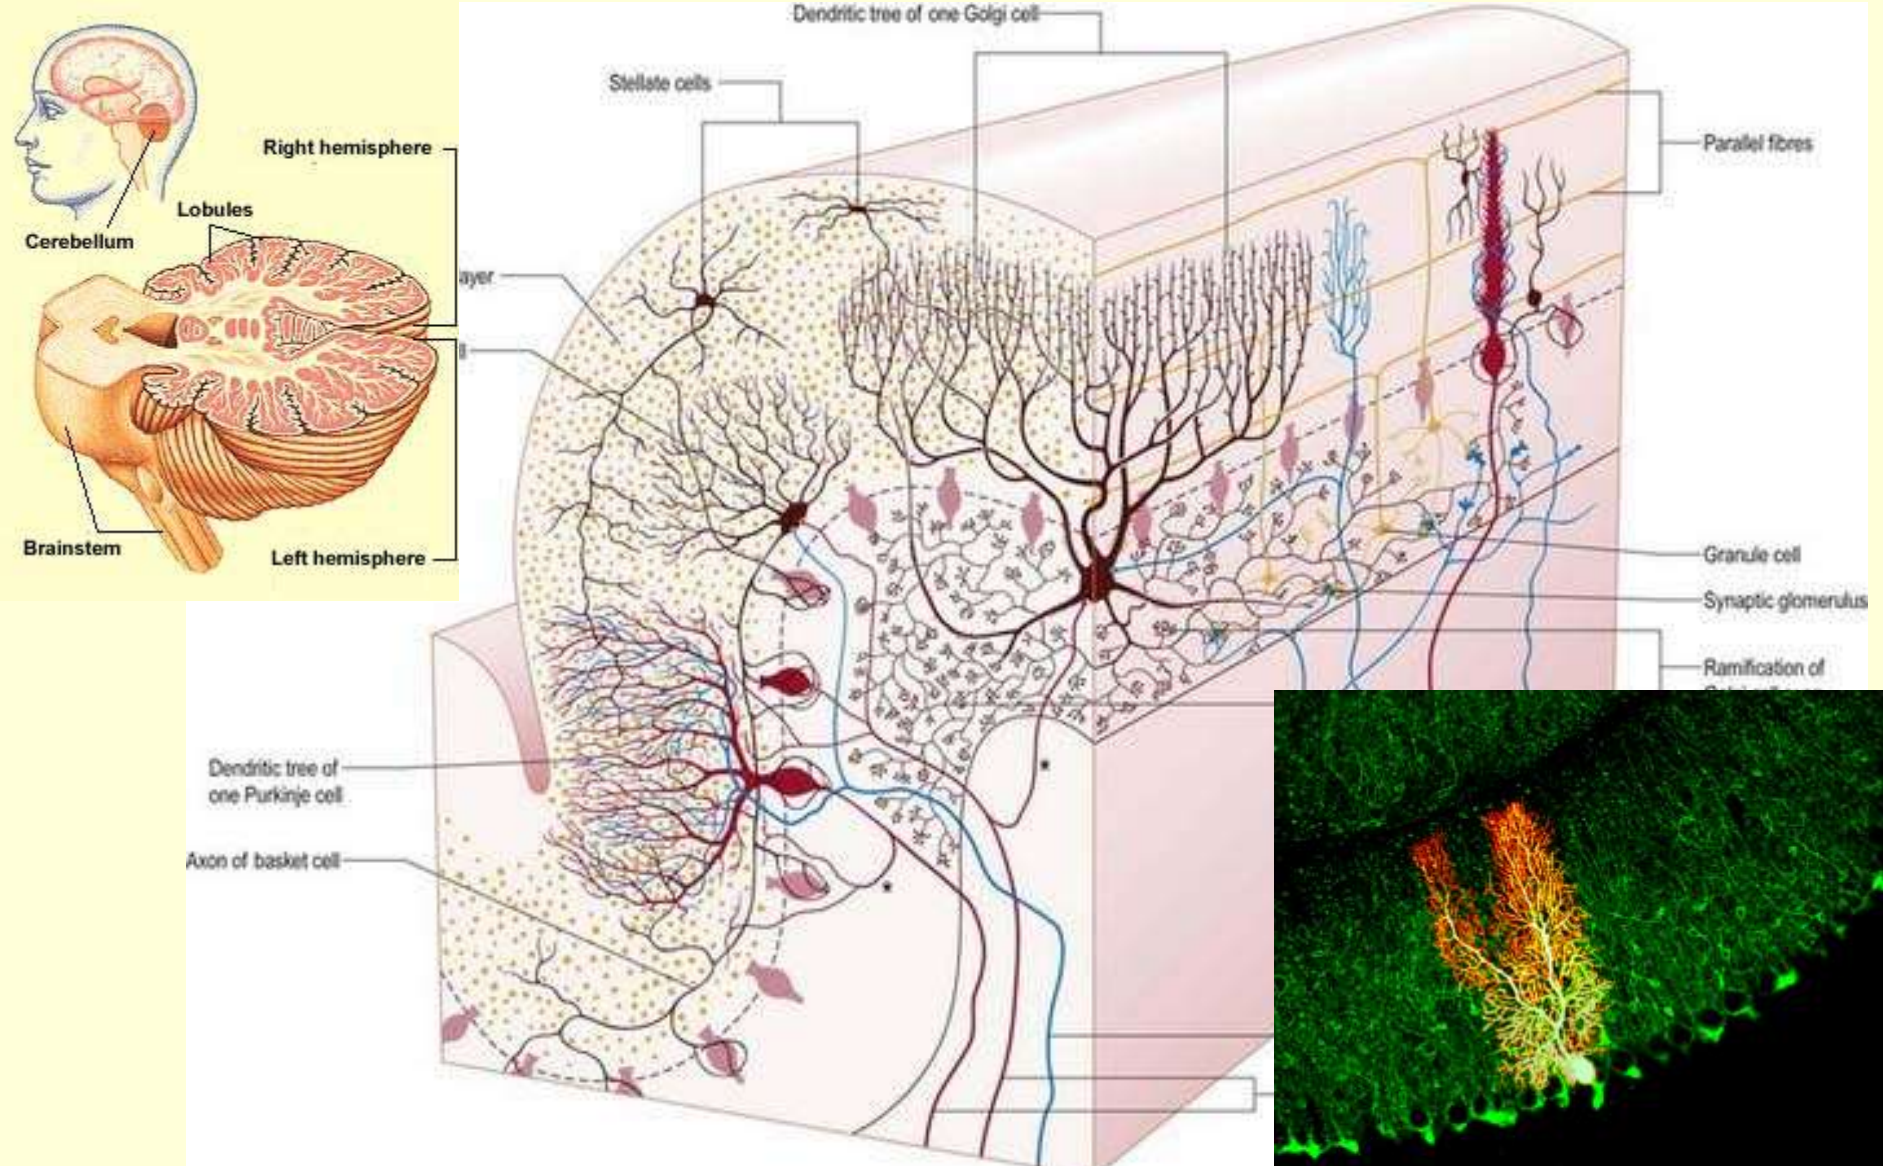 Dendritic tree of one Golgi cell
Stellate cells
Right hemisphere
Parallel fibres
Lobules
Cerebellum
ayer
Brainstem
Left hemisphere
Granule cell
Synaptic glomerulus
Ramification of
Dendritic tree of
one Purkinje cell
*
Axon of basket cell
*